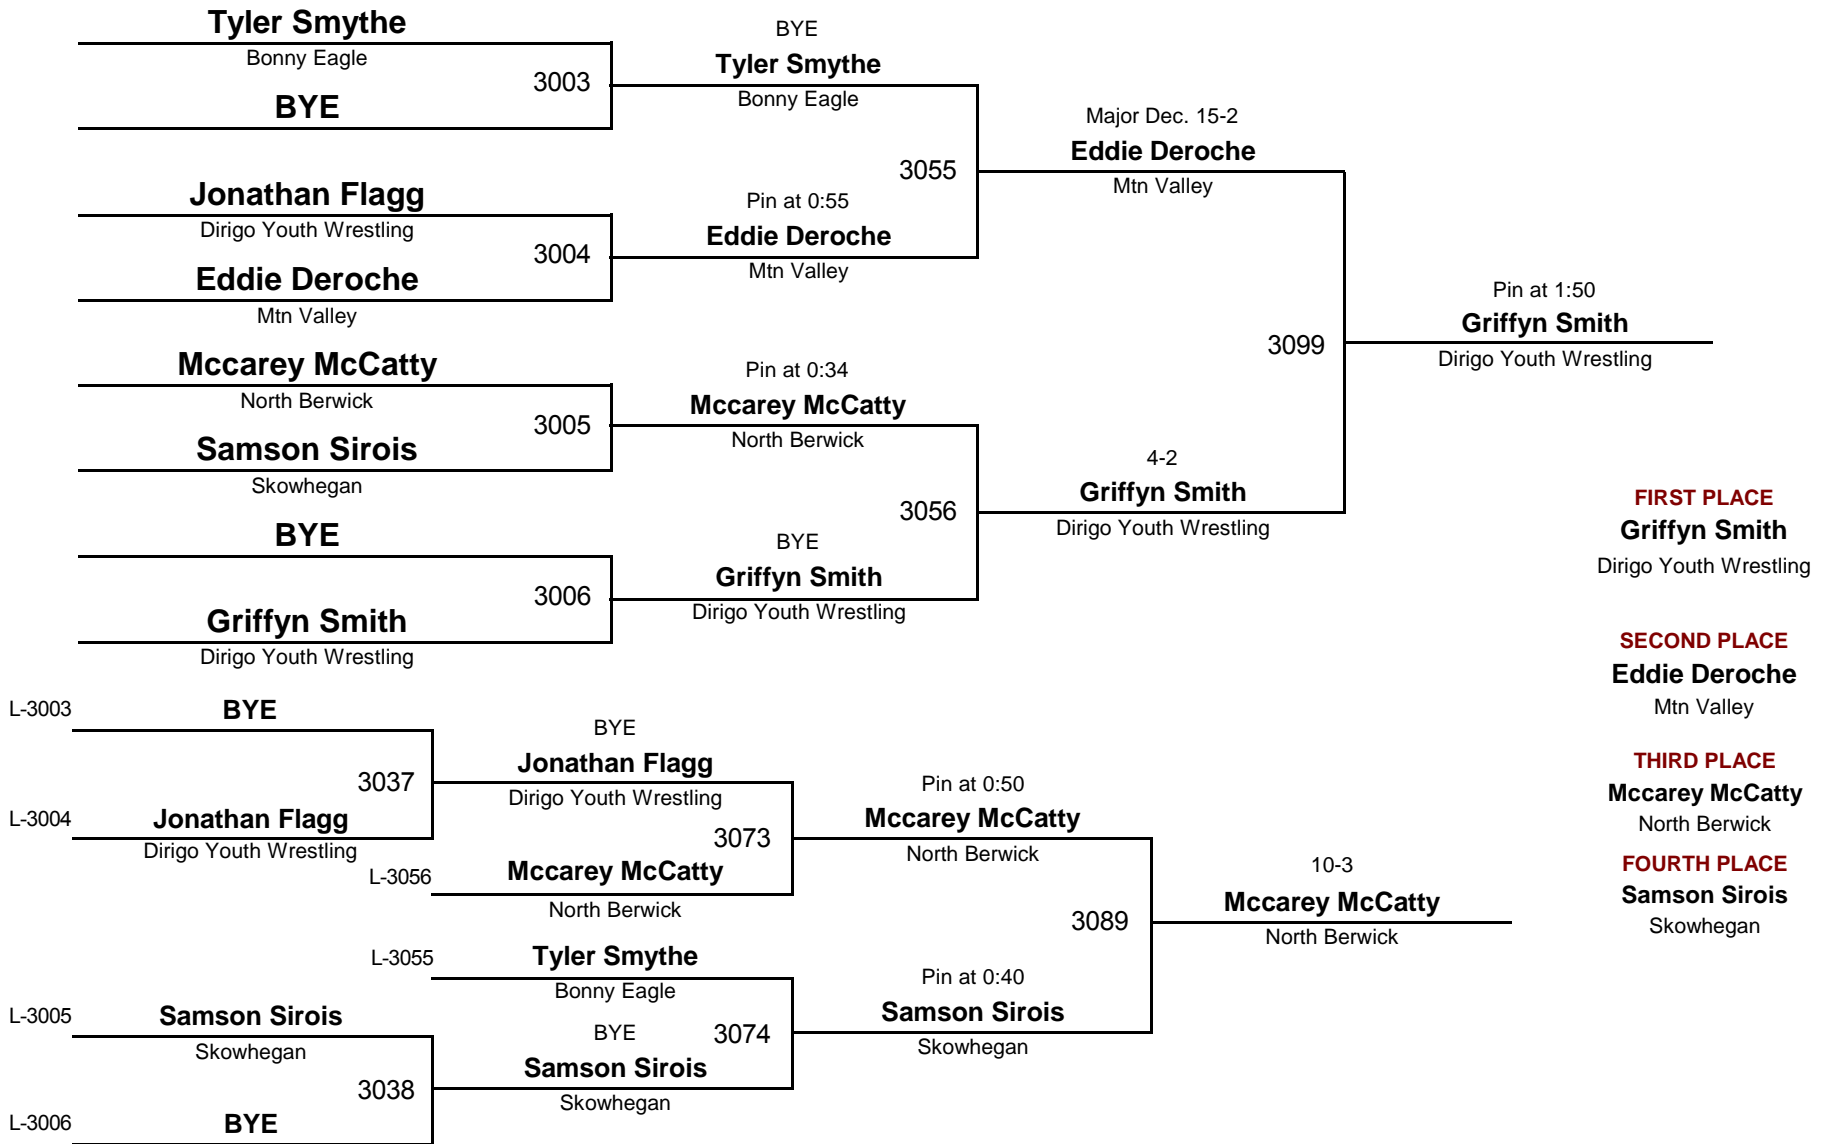 Tyler Smythe
Bonny Eagle
3003
BYE
BYE
Tyler Smythe
Bonny Eagle
Jonathan Flagg
Dirigo Youth Wrestling
3004
Eddie Deroche
Mtn Valley
Pin at 0:55
Eddie Deroche
Mtn Valley
3055
Major Dec. 15-2
Eddie Deroche
Mtn Valley
Mccarey McCatty
North Berwick
3005
Samson Sirois
Skowhegan
Pin at 0:34
Mccarey McCatty
North Berwick
BYE
3006
Griffyn Smith
Dirigo Youth Wrestling
BYE
Griffyn Smith
Dirigo Youth Wrestling
3056
4-2
Griffyn Smith
Dirigo Youth Wrestling
3099
Pin at 1:50
Griffyn Smith
Dirigo Youth Wrestling
FIRST PLACE
Griffyn Smith
Dirigo Youth Wrestling
SECOND PLACE
Eddie Deroche
Mtn Valley
THIRD PLACE
Mccarey McCatty
North Berwick
FOURTH PLACE
Samson Sirois
Skowhegan
L-3003
BYE
3037
L-3004
Jonathan Flagg
Dirigo Youth Wrestling
BYE
Jonathan Flagg
Dirigo Youth Wrestling
3073
L-3056
Mccarey McCatty
North Berwick
Pin at 0:50
Mccarey McCatty
North Berwick
L-3055
Tyler Smythe
Bonny Eagle
L-3005
Samson Sirois
Skowhegan
3038
L-3006
BYE
BYE
Samson Sirois
Skowhegan
3074
Pin at 0:40
Samson Sirois
Skowhegan
3089
10-3
Mccarey McCatty
North Berwick